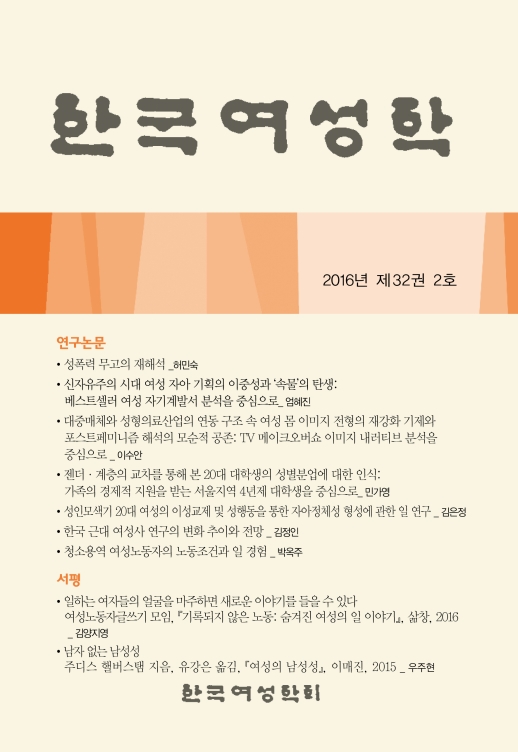 한국여성학
2016년 제32권 2호
연구논문
• 성폭력 무고의 재해석 _허민숙
• 신자유주의 시대 여성 자아 기획의 이중성과 ‘속물’의 탄생:
베스트셀러 여성 자기계발서 분석을 중심으로_ 엄혜진
• 대중매체와 성형의료산업의 연동 구조 속 여성 몸 이미지 전형의 재강화 기제와
포스트페미니즘 해석의 모순적 공존: TV 메이크오버쇼 이미지 내러티브 분석을
중심으로 _ 이수안
• 젠더 · 계층의 교차를 통해 본 20대 대학생의 성별분업에 대한 인식:
가족의 경제적 지원을 받는 서울지역 4년제 대학생을 중심으로_ 민가영
• 성인모색기 20대 여성의 이성교제 및 성행동을 통한 자아정체성 형성에 관한 일 연구 _ 김은정
• 한국 근대 여성사 연구의 변화 추이와 전망 _ 김정인
• 청소용역 여성노동자의 노동조건과 일 경험 _ 박옥주
서평
• 일하는 여자들의 얼굴을 마주하면 새로운 이야기를 들을 수 있다
여성노동자글쓰기 모임, 『기록되지 않은 노동: 숨겨진 여성의 일 이야기』, 삶창, 2016
_ 김양지영
• 남자 없는 남성성
주디스 핼버스탬 지음, 유강은 옮김, 『여성의 남성성』, 이매진, 2015 _ 우주현
한국여성학회